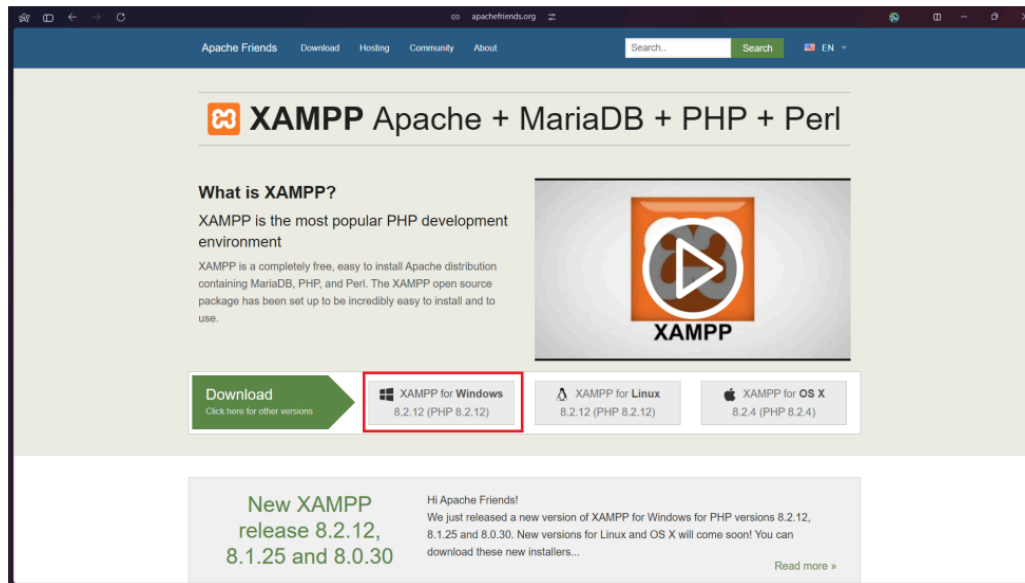 apachefriends.org
Apache Friends Download Hosting Community About Search.. Search EN
XAMPP Apache + MariaDB + PHP + Perl
What is XAMPP?
XAMPP is the most popular PHP development
environment
XAMPP is a completely free, easy to install Apache distribution
containing MariaDB, PHP, and Perl. The XAMPP open source
package has been set up to be incredibly easy to install and to
use.
XAMPP
Download
Click here for other versions
XAMPP for Windows
8.2.12 (PHP 8.2.12)
XAMPP for Linux
8.2.12 (PHP 8.2.12)
XAMPP for OS X
8.2.4 (PHP 8.2.4)
New XAMPP
release 8.2.12,
8.1.25 and 8.0.30
Hi Apache Friends!
We just released a new version of XAMPP for Windows for PHP versions 8.2.12,
8.1.25 and 8.0.30. New versions for Linux and OS X will come soon! You can
download these new installers...
Read more »